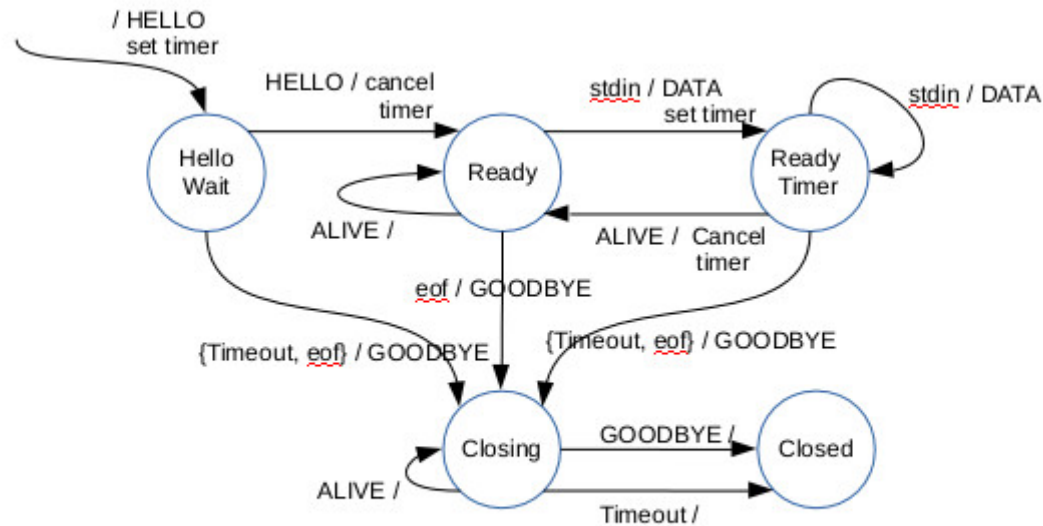 / HELLO
set timer
HELLO / cancel
timer
stdin / DATA
set timer
stdin / DATA
Hello
Wait
Ready
Ready
Timer
ALIVE /
ALIVE / Cancel
timer
eof / GOODBYE
{Timeout, eof} / GOODBYE
{Timeout, eof} / GOODBYE
Closing
GOODBYE /
Closed
ALIVE /
Timeout /